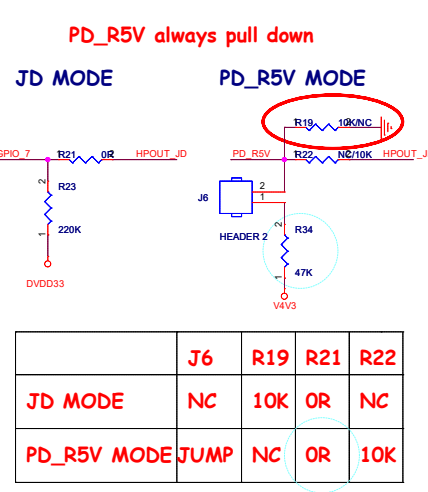 PD_R5V always pull down
JD MODE PD_R5V MODE
R19 10K/NC
GPIO_7 R21 0R HPOUT_JD PD_R5V R22 NC/10K HPOUT_J
2 R23
J6 2
1
1 220K
HEADER 2 2 R34
DVDD33
1 47K
V4V3
J6 R19 R21 R22
JD MODE NC 10K 0R NC
PD_R5V MODE JUMP NC 0R 10K